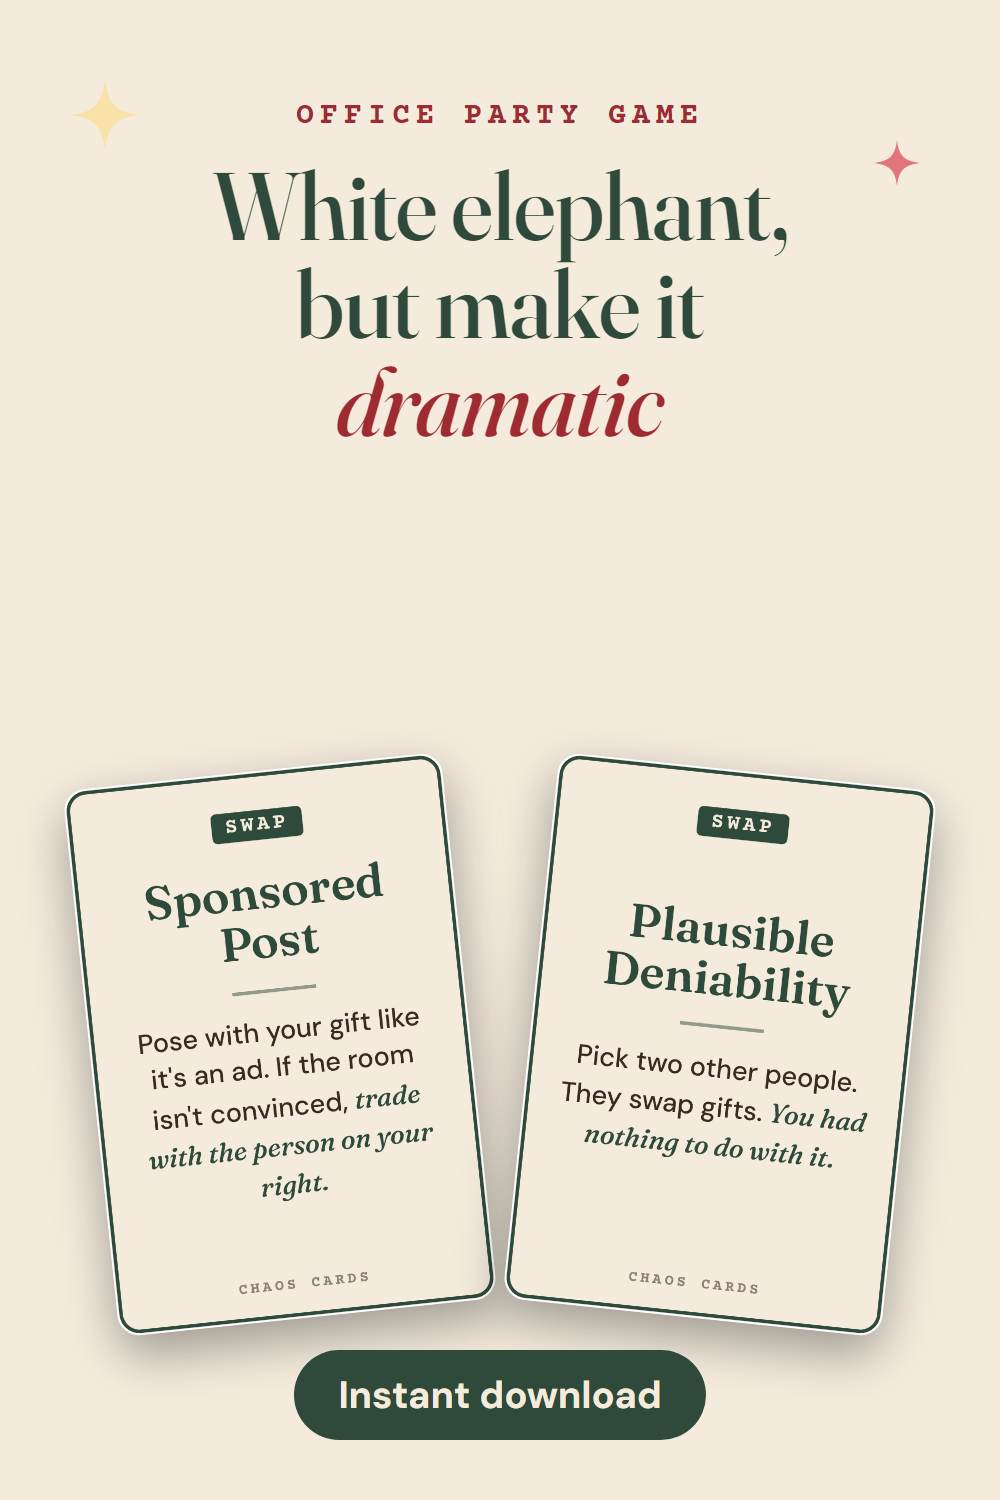 OFFICE PARTY GAME
White elephant,
but make it
dramatic
SWAP
Sponsored
Post
Pose with your gift like
it's an ad. If the room
isn't convinced, trade
with the person on your
right.
CHAOS CARDS
SWAP
Plausible
Deniability
Pick two other people.
They swap gifts. You had
nothing to do with it.
CHAOS CARDS
Instant download